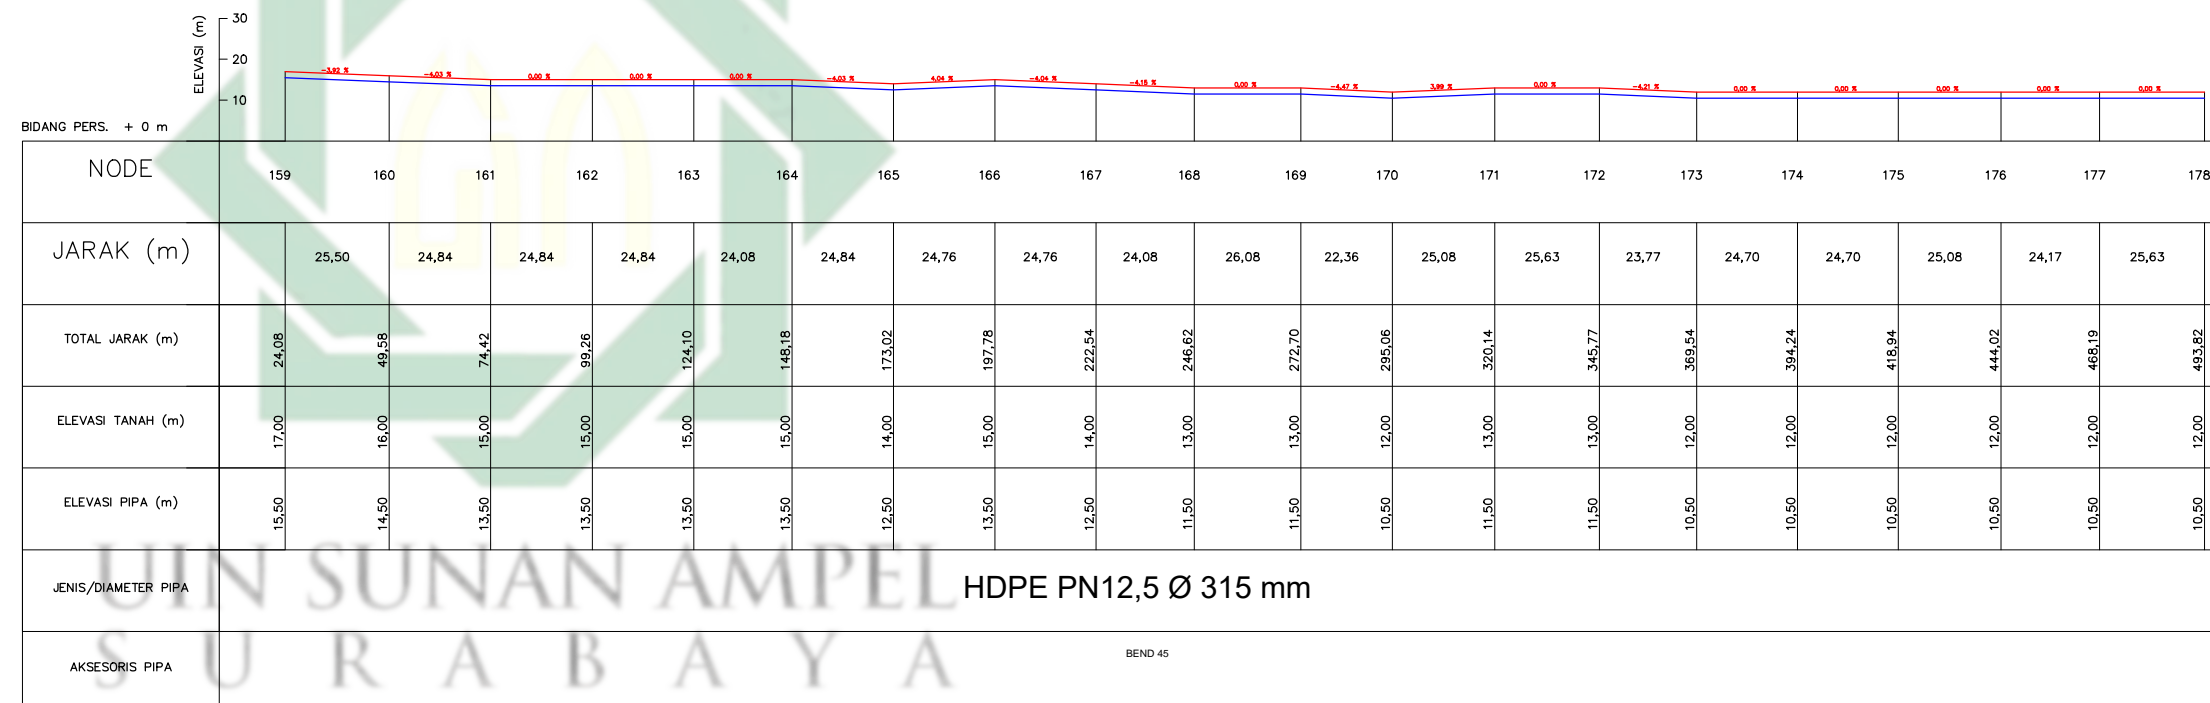 ELEVASI (m)
30
20
10
-3,92 % -4,03 % 0,00 % 0,00 % 0,00 % -4,03 % 4,04 % -4,04 % -4,15 % 0,00 % -4,47 % 3,99 % 0,00 % -4,21 % 0,00 % 0,00 % 0,00 % 0,00 % 0,00 %
BIDANG PERS. + 0 m
NODE 159 160 161 162 163 164 165 166 167 168 169 170 171 172 173 174 175 176 177 178
JARAK (m) 25,50 24,84 24,84 24,84 24,08 24,84 24,76 24,76 24,08 26,08 22,36 25,08 25,63 23,77 24,70 24,70 25,08 24,17 25,63
TOTAL JARAK (m) 24,08 49,58 74,42 99,26 124,10 148,18 173,02 197,78 222,54 246,62 272,70 295,06 320,14 345,77 369,54 394,24 418,94 444,02 468,19 493,82
ELEVASI TANAH (m) 17,00 16,00 15,00 15,00 15,00 15,00 14,00 15,00 14,00 13,00 13,00 12,00 13,00 13,00 12,00 12,00 12,00 12,00 12,00 12,00
ELEVASI PIPA (m) 15,50 14,50 13,50 13,50 13,50 13,50 12,50 13,50 12,50 11,50 11,50 10,50 11,50 11,50 10,50 10,50 10,50 10,50 10,50 10,50
JENIS/DIAMETER PIPA HDPE PN12,5 Ø 315 mm
UIN SUNAN AMPEL
AKSESORIS PIPA BEND 45
SURABAYA